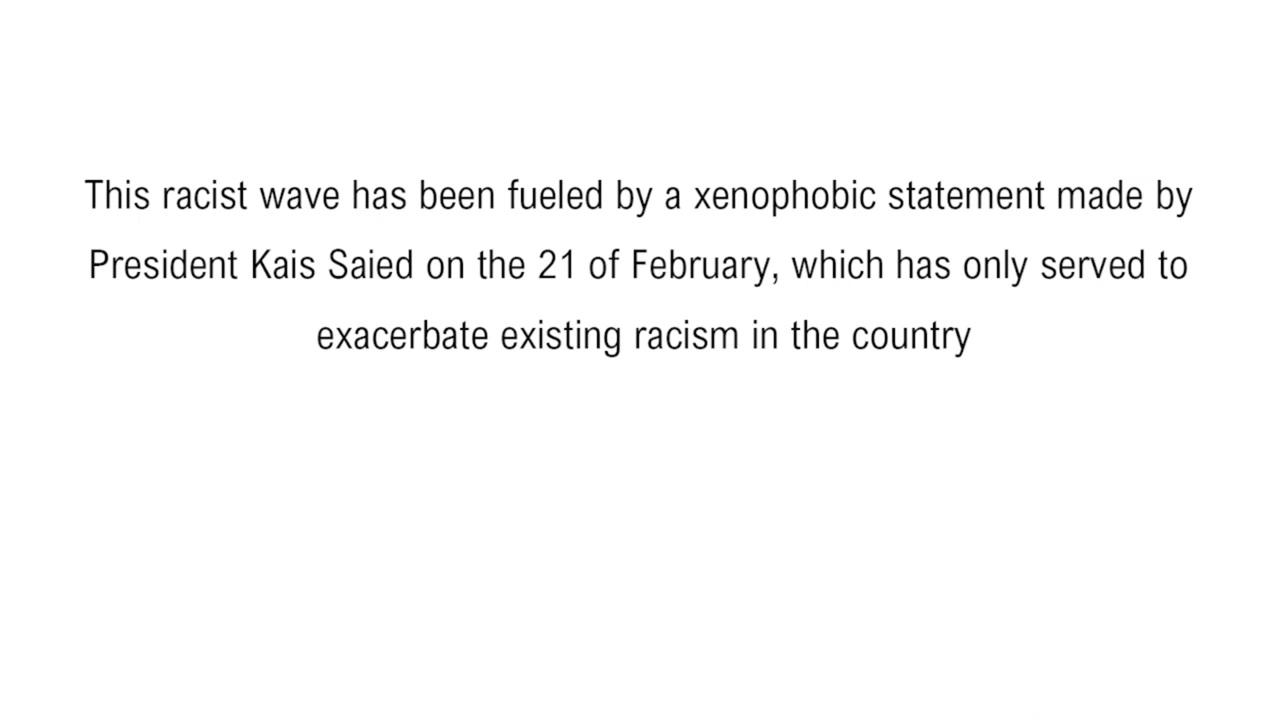 This racist wave has been fueled by a xenophobic statement made by
President Kais Saied on the 21 of February, which has only served to
exacerbate existing racism in the country